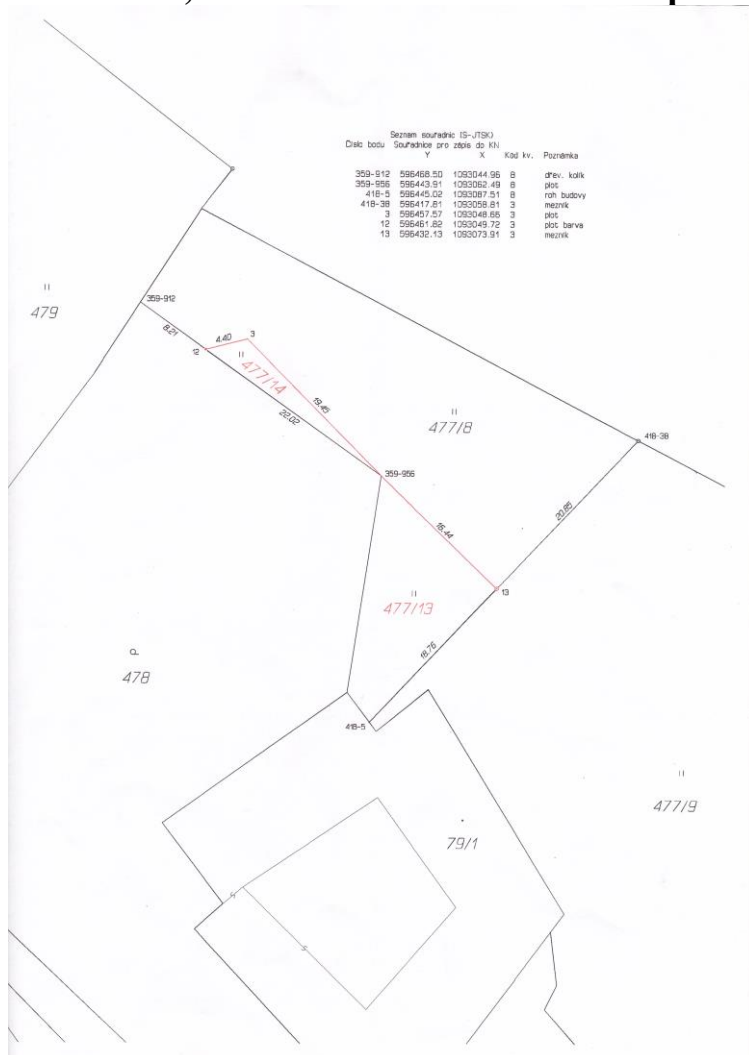 Seznam souřadnic (S-JTSK)
Číslo bodu Souřadnice pro zápis do KN
Y X Kód kv. Poznámka
359-912 596468.50 1093044.96 8 dřev. kolík
359-956 596443.91 1093062.49 8 plot
418-5 596445.02 1093087.51 8 roh budovy
418-38 596417.81 1093058.81 3 mezník
3 596457.57 1093048.66 3 plot
12 596461.82 1093049.72 3 plot barva
13 596432.13 1093073.91 3 mezník
479
359-912
8.21
12
4.40
3
477/14
22.02
19.45
477/8
418-38
359-956
16.44
20.85
13
477/13
18.76
478
418-5
477/9
79/1